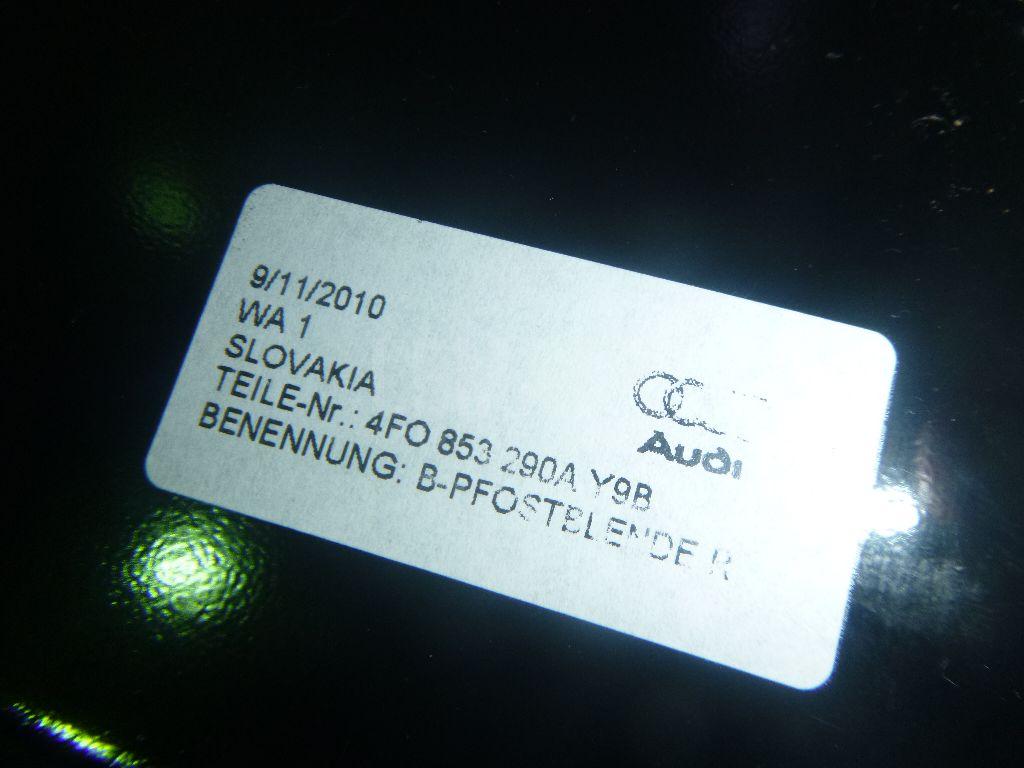 9/11/2010
WA 1
SLOVAKIA
TEILE-Nr.: 4FO 853 290A Y9B
BENENNUNG: B-PFOSTBLENDE R
Audi